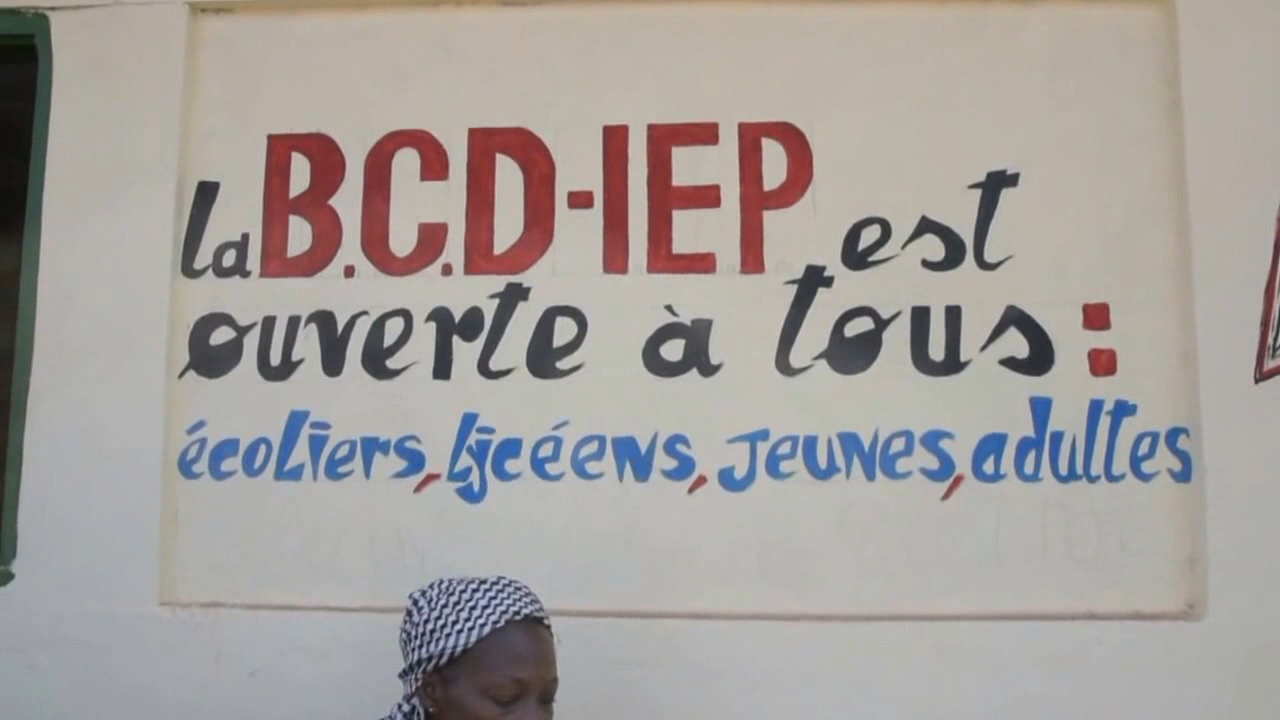 la B.C.D-IEP est
ouverte à tous :
écoliers, lycéens, jeunes, adultes